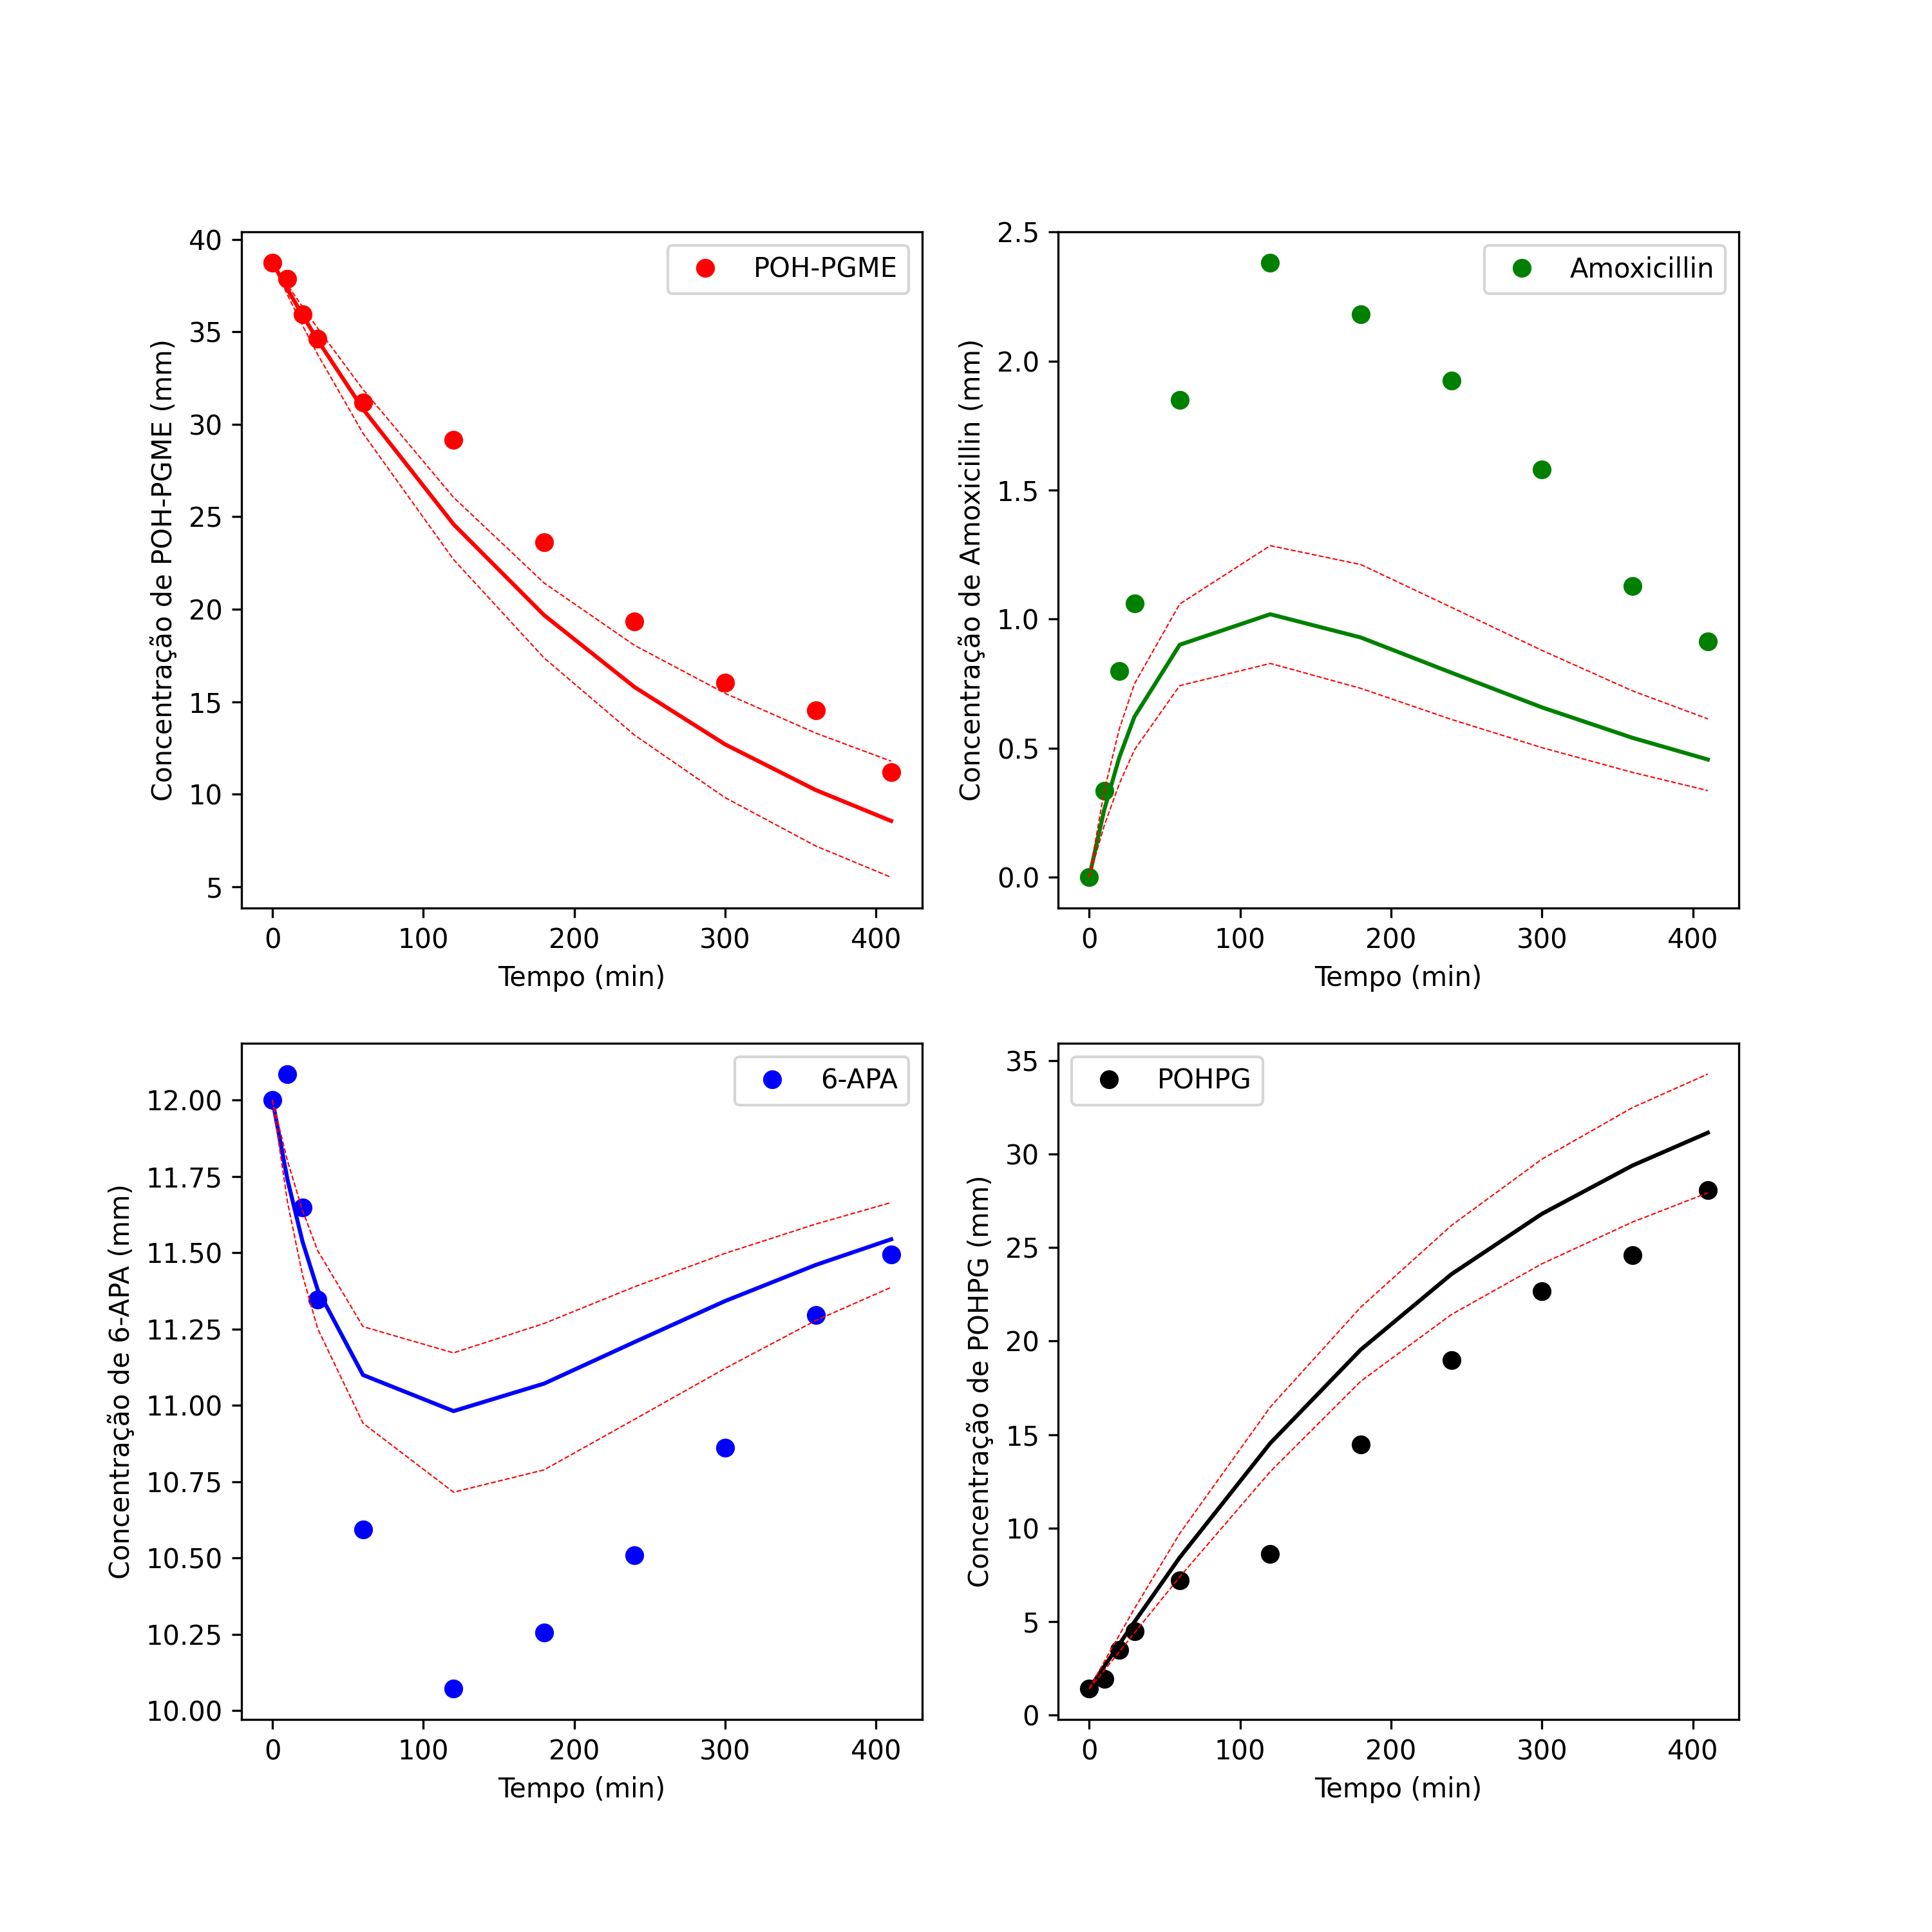 POH-PGME
40
35
30
25
20
15
10
5
Concentração de POH-PGME (mm)
0 100 200 300 400
Tempo (min)
Amoxicillin
2.5
2.0
1.5
1.0
0.5
0.0
Concentração de Amoxicillin (mm)
0 100 200 300 400
Tempo (min)
6-APA
12.00
11.75
11.50
11.25
11.00
10.75
10.50
10.25
10.00
Concentração de 6-APA (mm)
0 100 200 300 400
Tempo (min)
POHPG
35
30
25
20
15
10
5
0
Concentração de POHPG (mm)
0 100 200 300 400
Tempo (min)